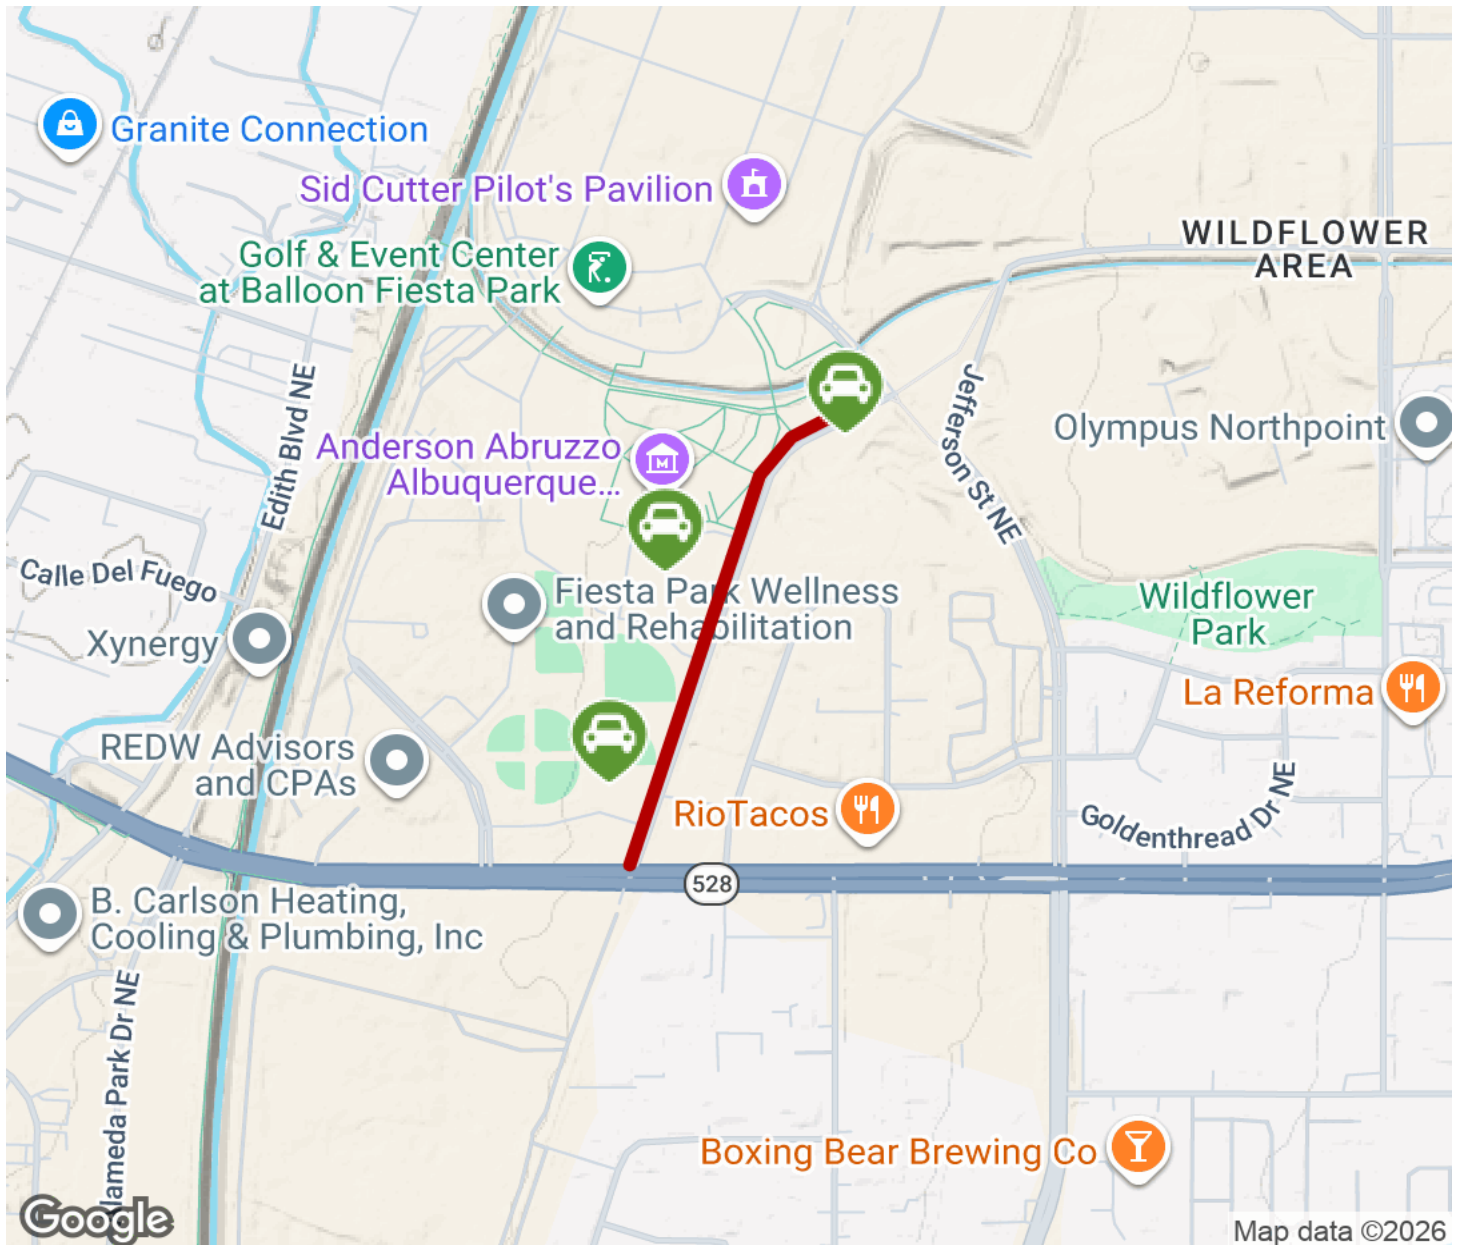 Granite Connection
Sid Cutter Pilot's Pavilion
WILDFLOWER
AREA
Golf & Event Center
at Balloon Fiesta Park
Edith Blvd NE
Jefferson St NE
Olympus Northpoint
Anderson Abruzzo
Albuquerque...
Calle Del Fuego
Fiesta Park Wellness
and Rehabilitation
Wildflower
Park
Xynergy
La Reforma
REDW Advisors
and CPAs
RioTacos
Goldenthread Dr NE
528
B. Carlson Heating,
Cooling & Plumbing, Inc
lameda Park Dr NE
Boxing Bear Brewing Co
Google
Map data ©2026